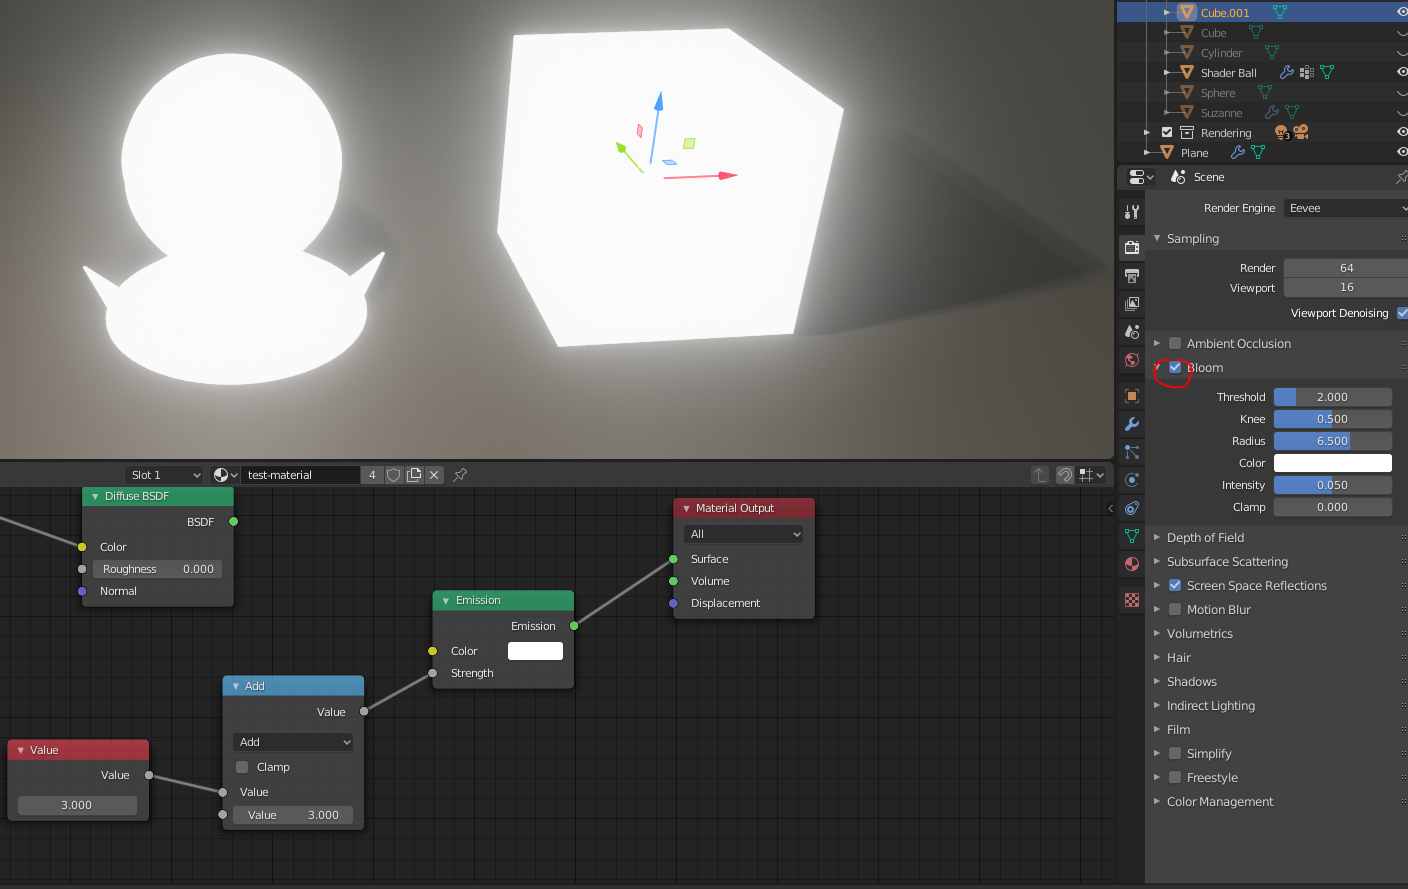 Cube.001
Cube
Cylinder
Shader Ball
Sphere
Suzanne
Rendering 3
Plane
Scene
Render Engine Eevee
Sampling
Render 64
Viewport 16
Viewport Denoising
Ambient Occlusion
Bloom
Threshold 2.000
Knee 0.500
Radius 6.500
Color
Intensity 0.050
Clamp 0.000
Depth of Field
Subsurface Scattering
Screen Space Reflections
Motion Blur
Volumetrics
Hair
Shadows
Indirect Lighting
Film
Simplify
Freestyle
Color Management
Slot 1 test-material 4
Diffuse BSDF
BSDF
Color
Roughness 0.000
Normal
Material Output
All
Surface
Volume
Displacement
Emission
Emission
Color
Strength
Add
Value
Add
Clamp
Value
Value 3.000
Value
Value
3.000